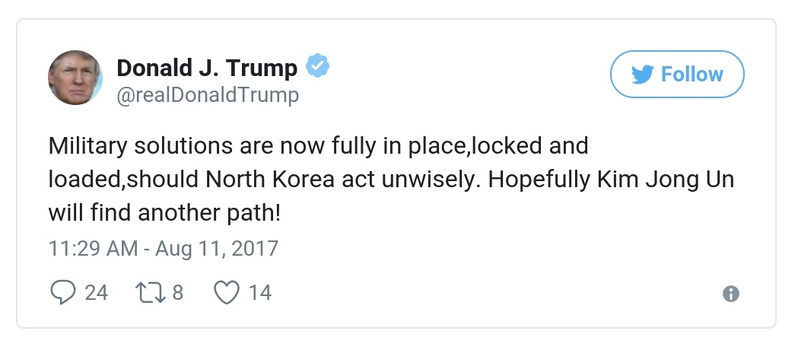 Donald J. Trump
@realDonaldTrump
Follow
Military solutions are now fully in place,locked and
loaded,should North Korea act unwisely. Hopefully Kim Jong Un
will find another path!
11:29 AM - Aug 11, 2017
24 8 14